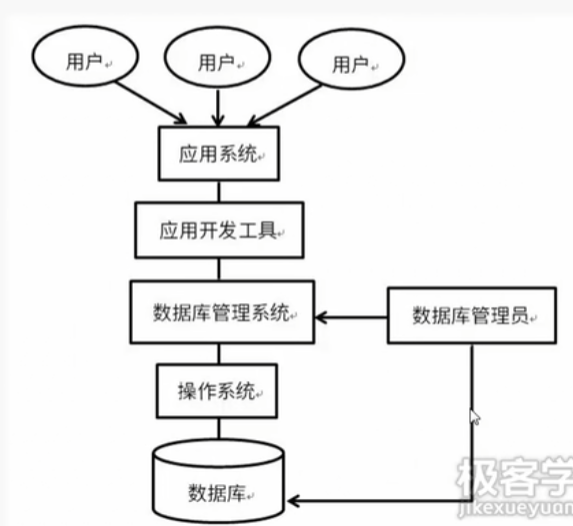 用户
用户
用户
应用系统
应用开发工具
数据库管理系统
数据库管理员
操作系统
数据库
极客学
jikexueyuan